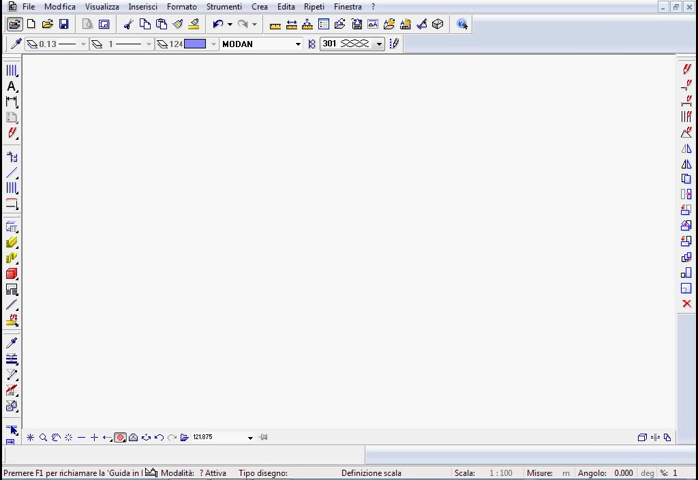 File Modifica Visualizza Inserisci Formato Strumenti Crea Edita Ripeti Finestra ?
0.13 1 124 MODAN 301
A
121.875
Premere F1 per richiamare la 'Guida in l Modalità: ? Attiva Tipo disegno: Definizione scala Scala: 1 : 100 Misure: m Angolo: 0.000 deg %: 1